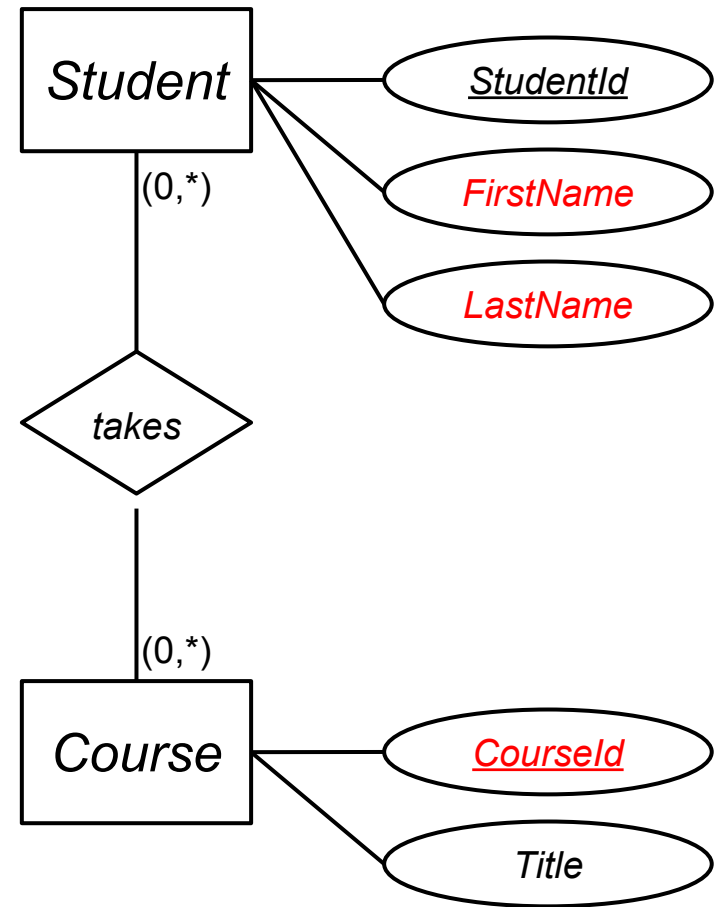 Student
StudentId
(0,*)
FirstName
LastName
takes
(0,*)
Course
CourseId
Title